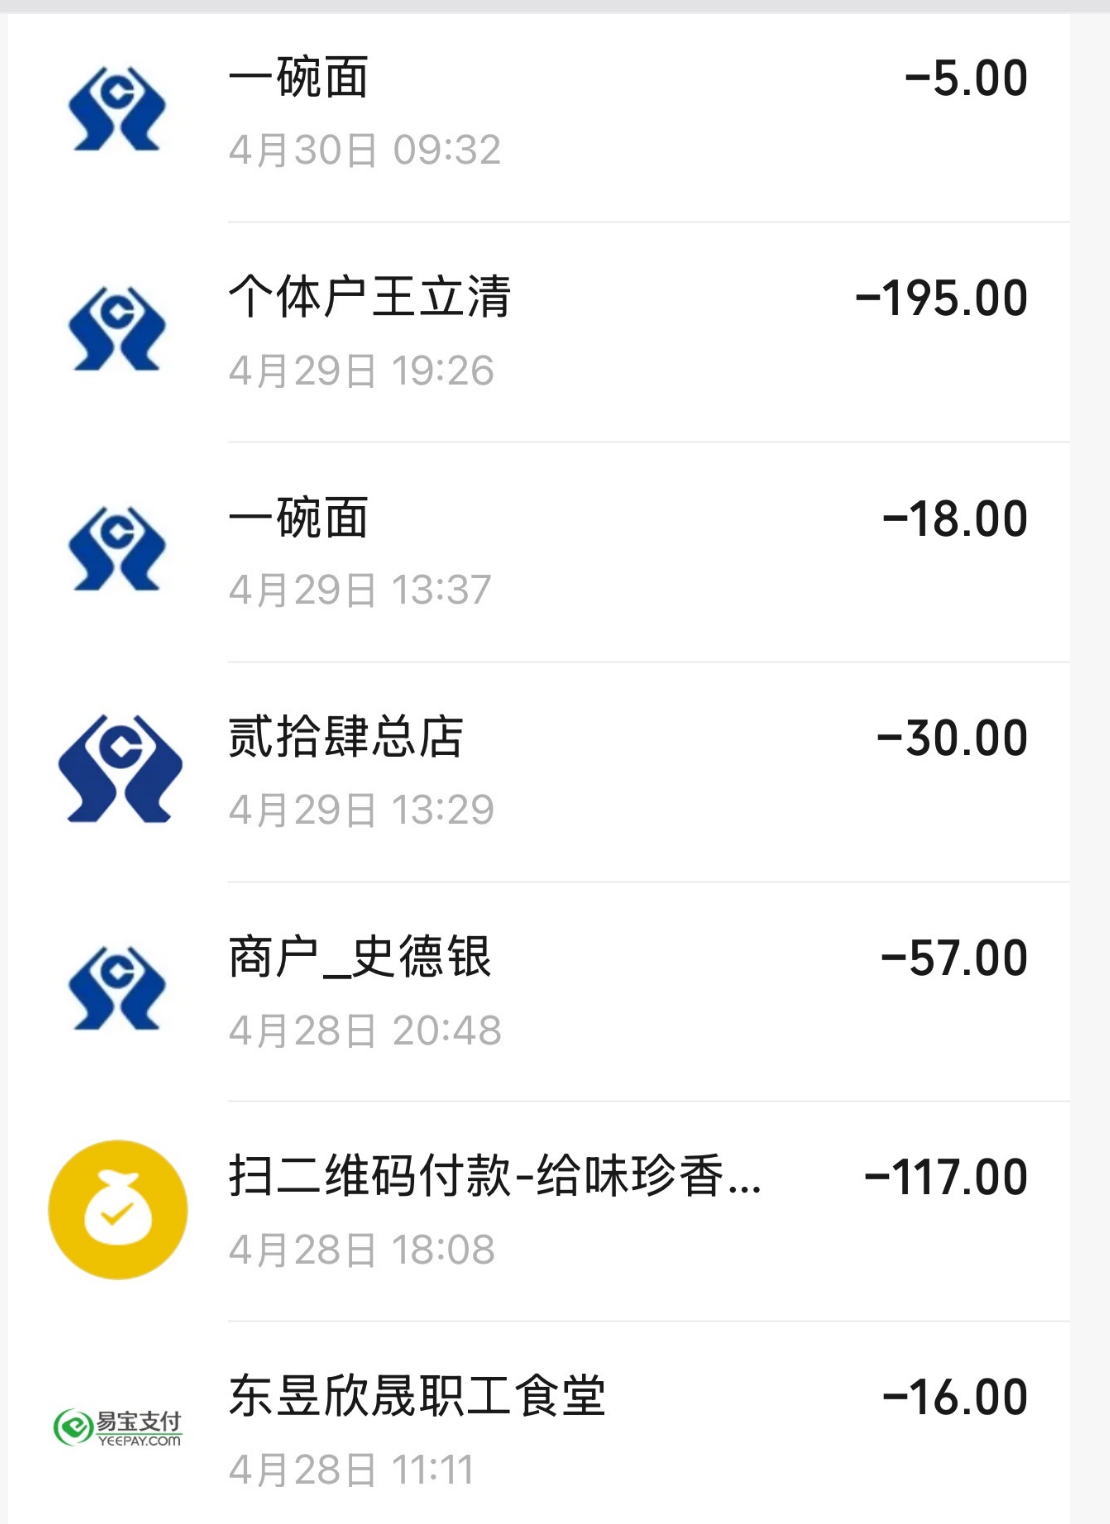 一碗面
-5.00
4月30日 09:32
个体户王立清
-195.00
4月29日 19:26
一碗面
-18.00
4月29日 13:37
贰拾肆总店
-30.00
4月29日 13:29
商户_史德银
-57.00
4月28日 20:48
扫二维码付款-给味珍香...
-117.00
4月28日 18:08
东昱欣晟职工食堂
-16.00
易宝支付
YEEPAY.COM
4月28日 11:11